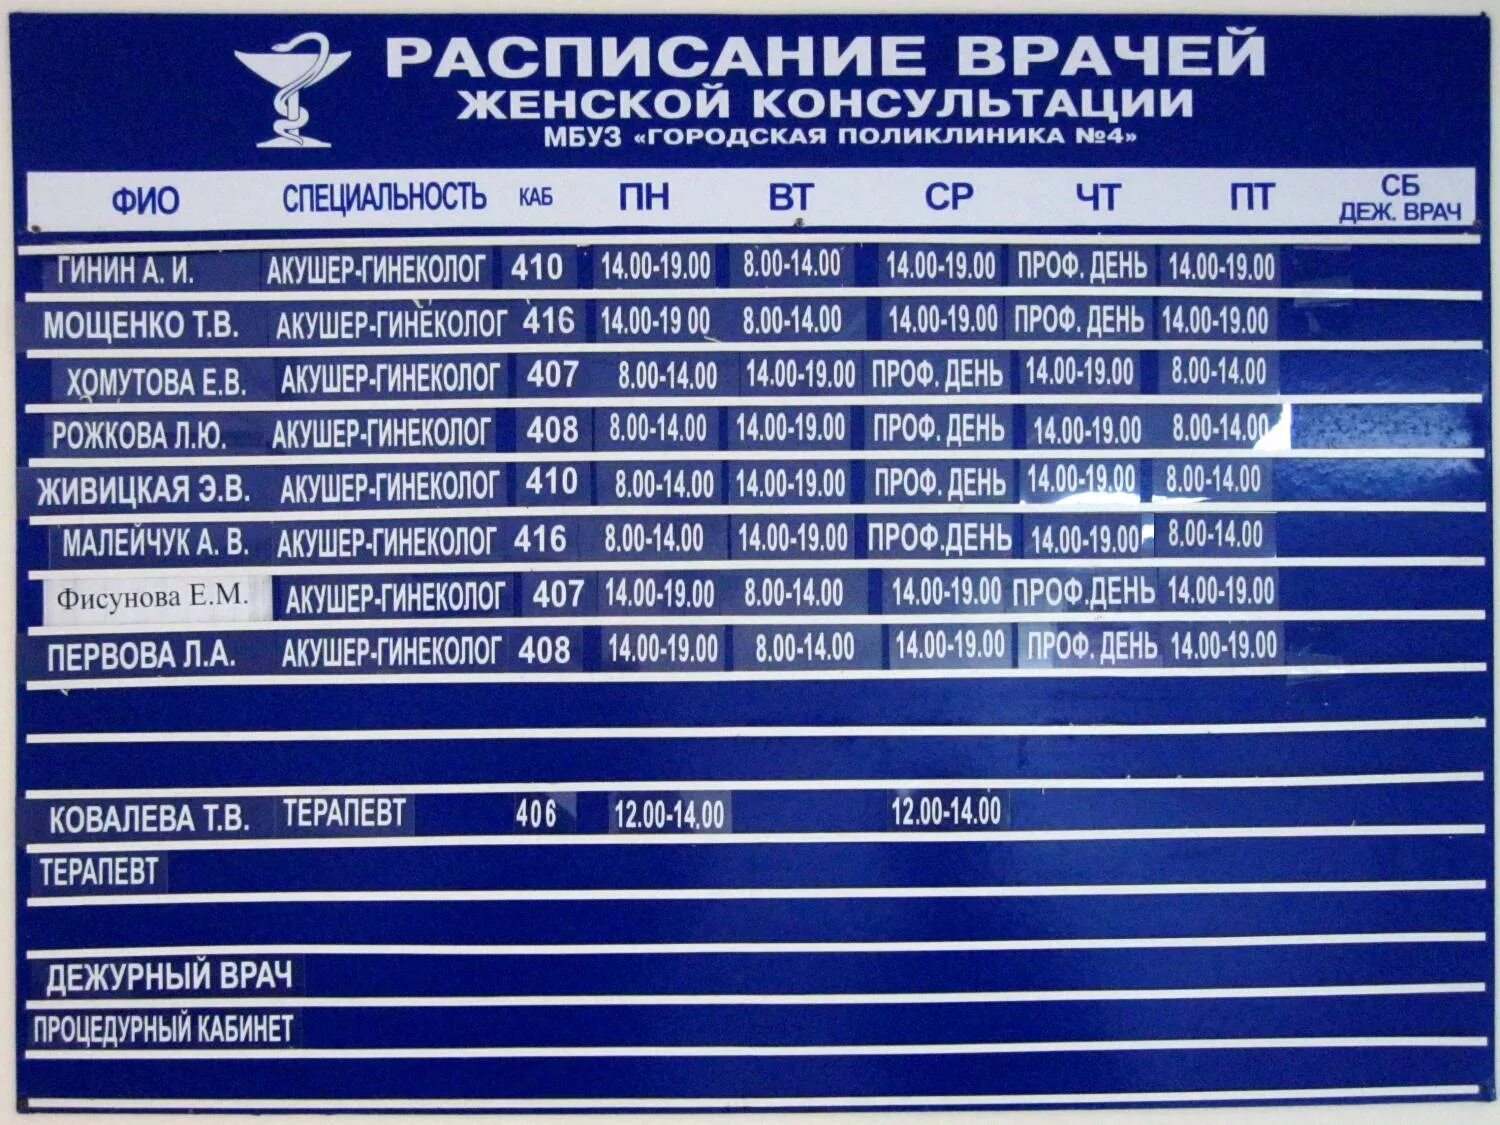 РАСПИСАНИЕ ВРАЧЕЙ
ЖЕНСКОЙ КОНСУЛЬТАЦИИ
МБУЗ «ГОРОДСКАЯ ПОЛИКЛИНИКА №4»
ФИО СПЕЦИАЛЬНОСТЬ КАБ ПН ВТ СР ЧТ ПТ СБ ДЕЖ. ВРАЧ
ГИНИН А. И. АКУШЕР-ГИНЕКОЛОГ 410 14.00-19.00 8.00-14.00 14.00-19.00 ПРОФ. ДЕНЬ 14.00-19.00
МОЩЕНКО Т.В. АКУШЕР-ГИНЕКОЛОГ 416 14.00-19 00 8.00-14.00 14.00-19.00 ПРОФ. ДЕНЬ 14.00-19.00
ХОМУТОВА Е.В. АКУШЕР-ГИНЕКОЛОГ 407 8.00-14.00 14.00-19.00 ПРОФ. ДЕНЬ 14.00-19.00 8.00-14.00
РОЖКОВА Л.Ю. АКУШЕР-ГИНЕКОЛОГ 408 8.00-14.00 14.00-19.00 ПРОФ. ДЕНЬ 14.00-19.00 8.00-14.00
ЖИВИЦКАЯ Э.В. АКУШЕР-ГИНЕКОЛОГ 410 8.00-14.00 14.00-19.00 ПРОФ. ДЕНЬ 14.00-19.00 8.00-14.00
МАЛЕЙЧУК А. В. АКУШЕР-ГИНЕКОЛОГ 416 8.00-14.00 14.00-19.00 ПРОФ.ДЕНЬ 14.00-19.00 8.00-14.00
Фисунова Е.М. АКУШЕР-ГИНЕКОЛОГ 407 14.00-19.00 8.00-14.00 14.00-19.00 ПРОФ.ДЕНЬ 14.00-19.00
ПЕРВОВА Л.А. АКУШЕР-ГИНЕКОЛОГ 408 14.00-19.00 8.00-14.00 14.00-19.00 ПРОФ. ДЕНЬ 14.00-19.00
КОВАЛЕВА Т.В. ТЕРАПЕВТ 406 12.00-14.00 12.00-14.00
ТЕРАПЕВТ
ДЕЖУРНЫЙ ВРАЧ
ПРОЦЕДУРНЫЙ КАБИНЕТ